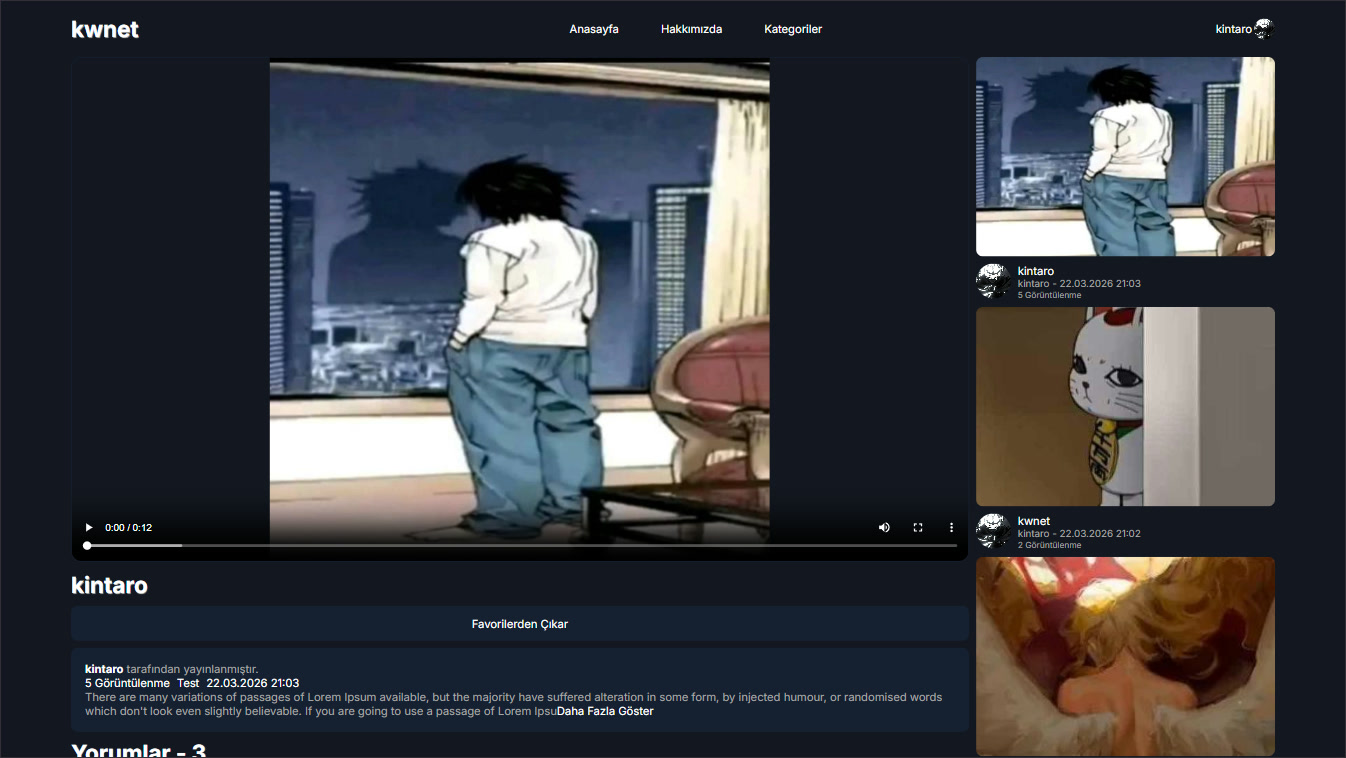 kwnet
Anasayfa
Hakkımızda
Kategoriler
kintaro
0:00 / 0:12
kintaro
Favorilerden Çıkar
kintaro tarafından yayınlanmıştır.
5 Görüntülenme Test 22.03.2026 21:03
There are many variations of passages of Lorem Ipsum available, but the majority have suffered alteration in some form, by injected humour, or randomised words
which don't look even slightly believable. If you are going to use a passage of Lorem IpsuDaha Fazla Göster
Yorumlar - 3
kintaro
kintaro - 22.03.2026 21:03
5 Görüntülenme
kwnet
kintaro - 22.03.2026 21:02
2 Görüntülenme